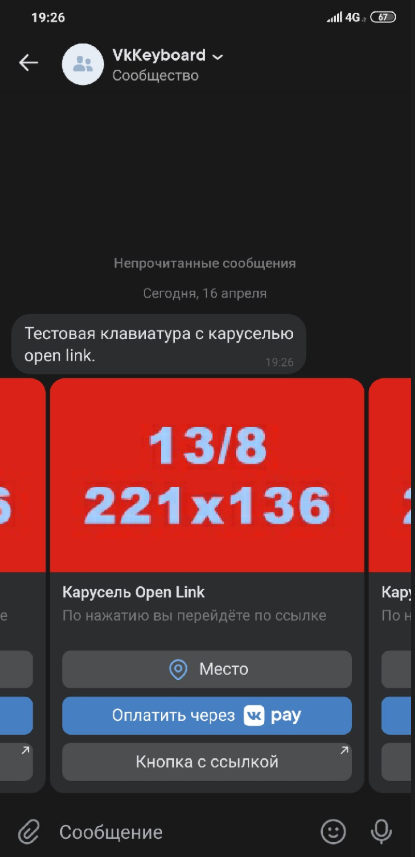 19:26
4G
67
VkKeyboard
Сообщество
Непрочитанные сообщения
Сегодня, 16 апреля
Тестовая клавиатура с каруселью
open link.
19:26
13/8
221x136
Карусель Open Link
Кару
По нажатию вы перейдёте по ссылке
По н
Место
Оплатить через VK pay
Кнопка с ссылкой
Сообщение